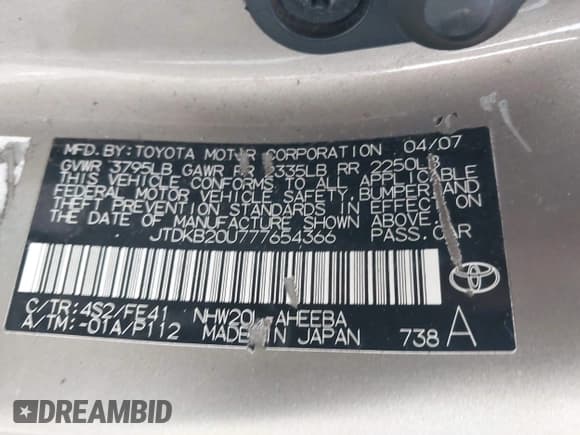 MFD. BY: TOYOTA MOTOR CORPORATION 04/07
GVWR 3795LB GAWR 335LB RR 2250LB
THIS VEHICLE CONFORMS TO ALL APPLICABLE
FEDERAL MOTOR VEHICLE SAFETY, BUMPER AND
THEFT PREVENTION STANDARDS IN EFFECT ON
THE DATE OF MANUFACTURE SHOWN ABOVE.
JTDKB20U777654366 PASS. CAR
C/TR: 4S2/FE41 NHW20L-AHEEBA
A/TM: -01A/P112 MADE IN JAPAN 738 A
DREAMBID